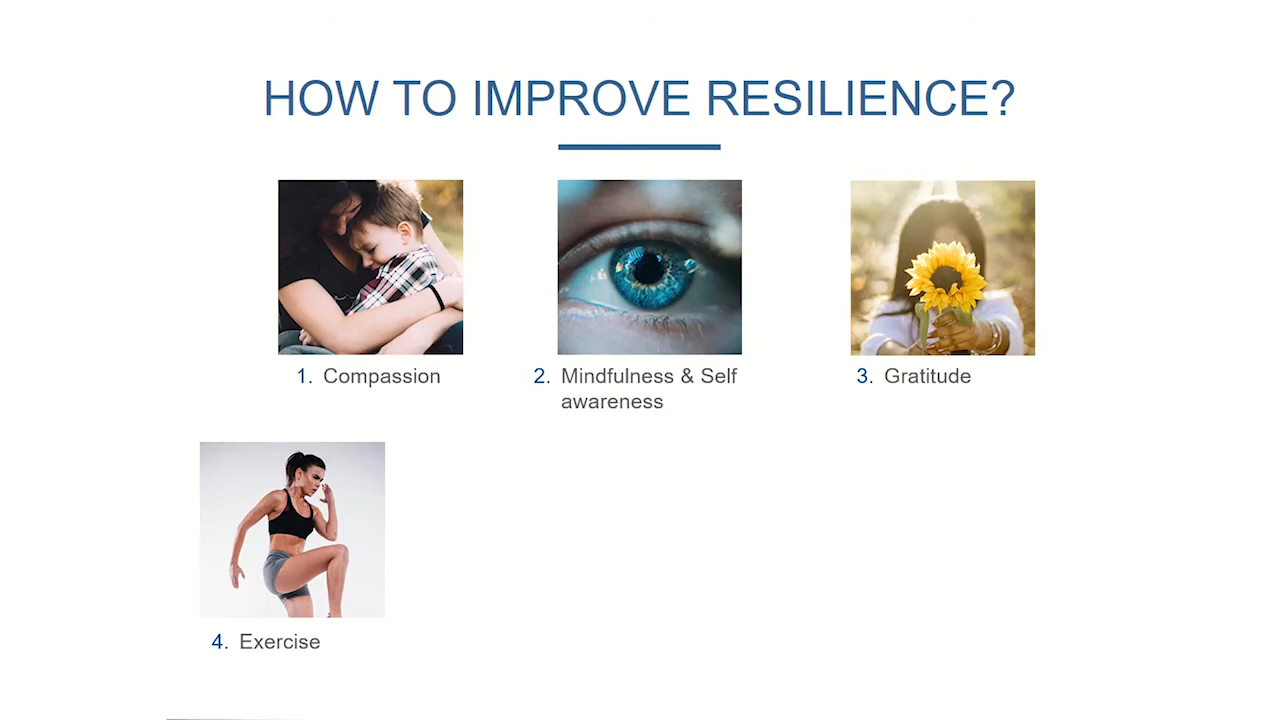 HOW TO IMPROVE RESILIENCE?
1. Compassion
2. Mindfulness & Self
awareness
3. Gratitude
4. Exercise